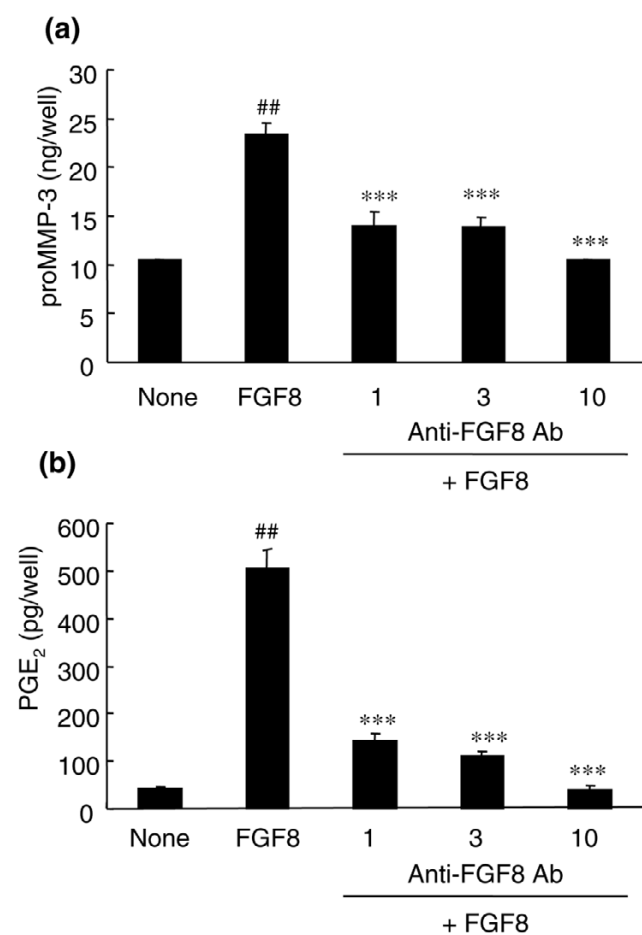 (a)
proMMP-3 (ng/well)
30
25
20
15
10
5
0
##
***
***
***
None FGF8 1 3 10
Anti-FGF8 Ab
+ FGF8
(b)
PGE₂ (pg/well)
600
500
400
300
200
100
0
##
***
***
***
None FGF8 1 3 10
Anti-FGF8 Ab
+ FGF8